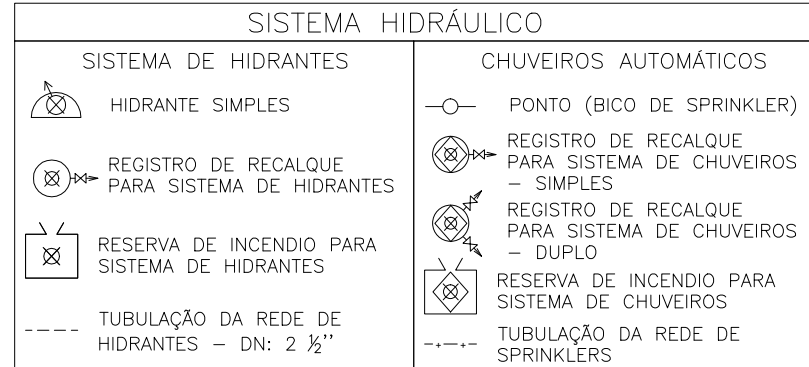 SISTEMA HIDRÁULICO
SISTEMA DE HIDRANTES
HIDRANTE SIMPLES
REGISTRO DE RECALQUE
PARA SISTEMA DE HIDRANTES
RESERVA DE INCENDIO PARA
SISTEMA DE HIDRANTES
TUBULAÇÃO DA REDE DE
HIDRANTES – DN: 2 ½''
CHUVEIROS AUTOMÁTICOS
PONTO (BICO DE SPRINKLER)
REGISTRO DE RECALQUE
PARA SISTEMA DE CHUVEIROS
– SIMPLES
REGISTRO DE RECALQUE
PARA SISTEMA DE CHUVEIROS
– DUPLO
RESERVA DE INCENDIO PARA
SISTEMA DE CHUVEIROS
TUBULAÇÃO DA REDE DE
SPRINKLERS